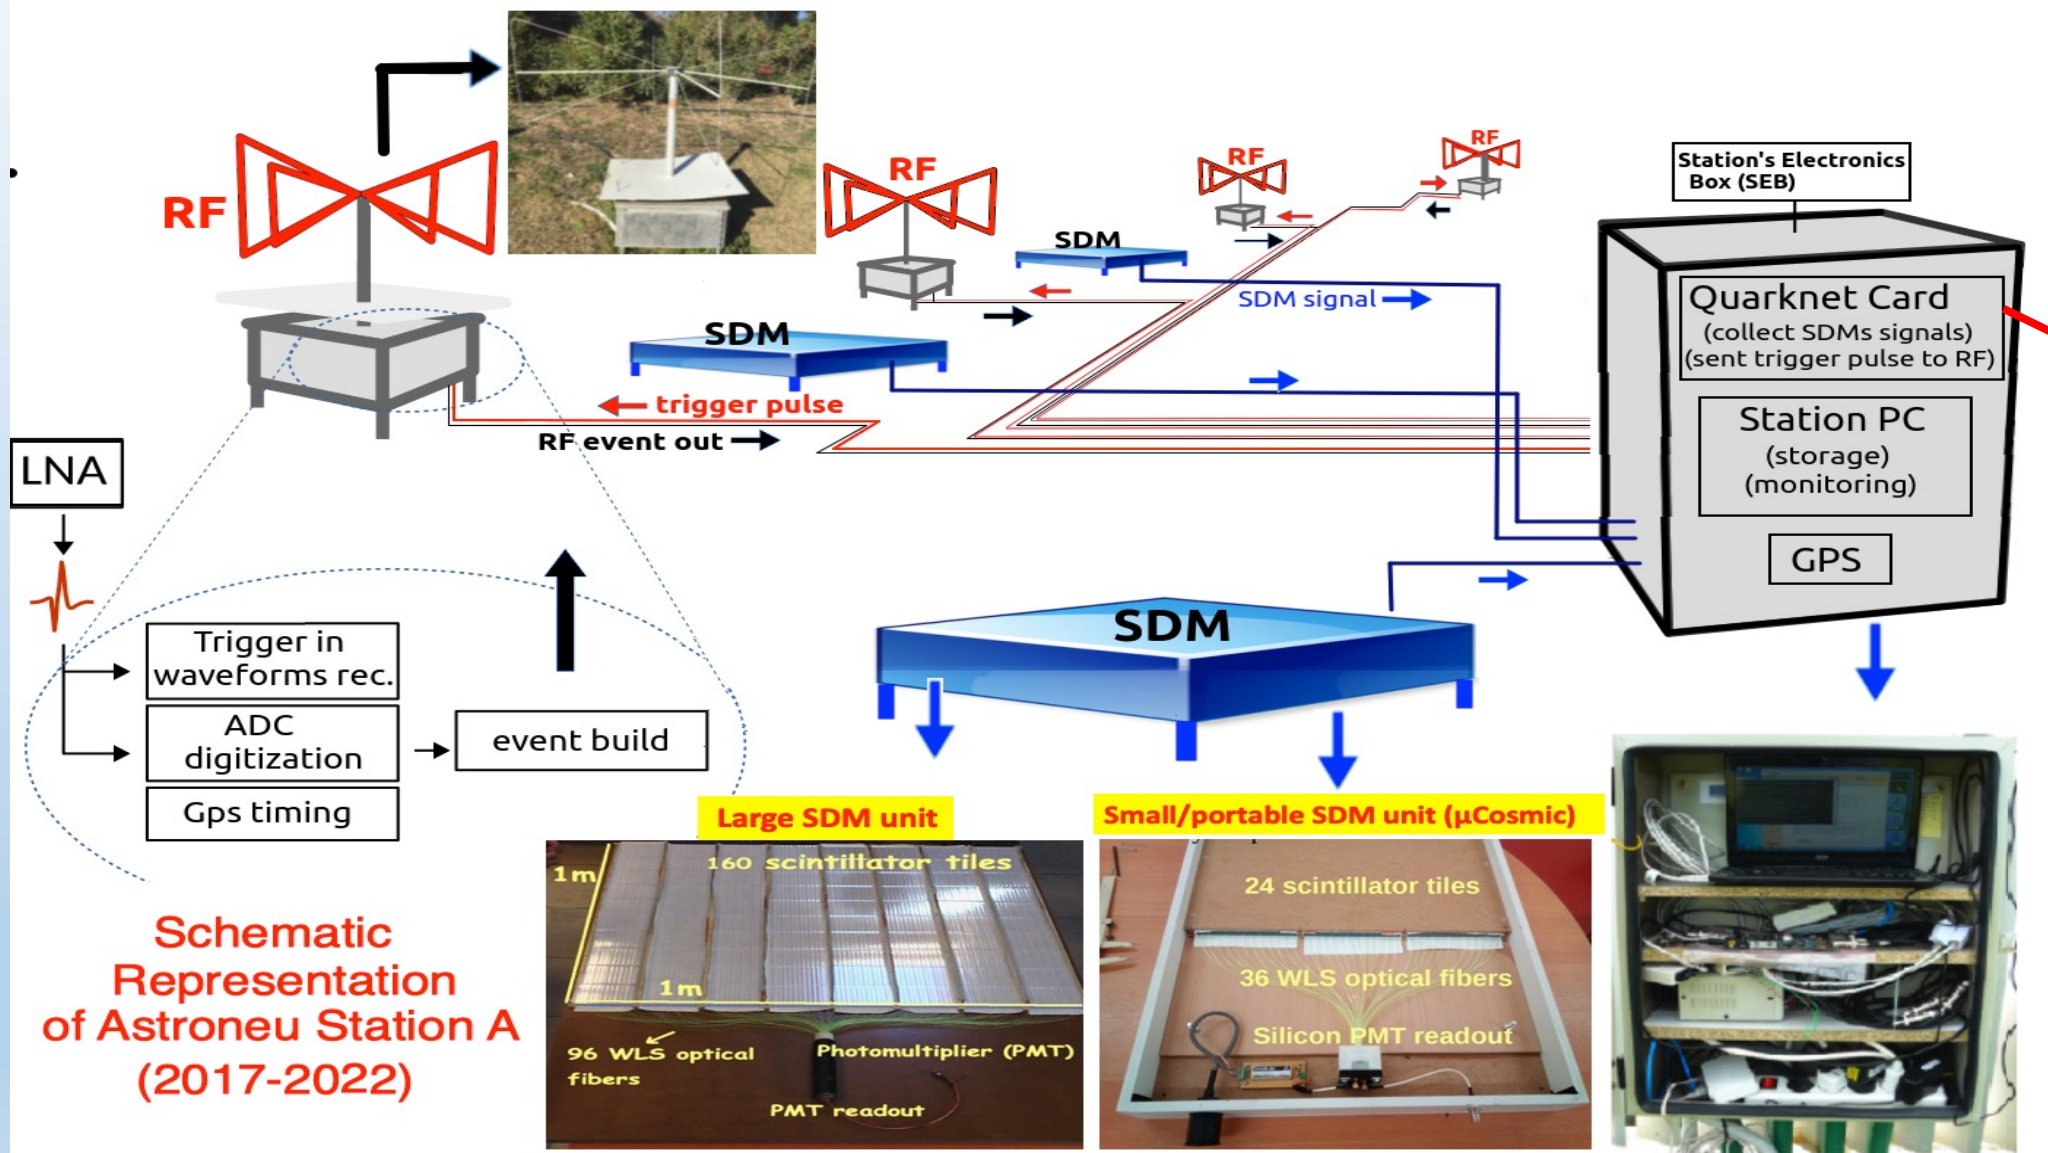 RF
RF
RF
RF
SDM
SDM signal
SDM
trigger pulse
RF event out
Station's Electronics
Box (SEB)
Quarknet Card
(collect SDMs signals)
(sent trigger pulse to RF)
Station PC
(storage)
(monitoring)
GPS
LNA
Trigger in
waveforms rec.
ADC
digitization
Gps timing
event build
SDM
Large SDM unit
160 scintillator tiles
1m
1m
96 WLS optical
fibers
Photomultiplier (PMT)
PMT readout
Small/portable SDM unit (μCosmic)
24 scintillator tiles
36 WLS optical fibers
Silicon PMT readout
Schematic
Representation
of Astroneu Station A
(2017-2022)